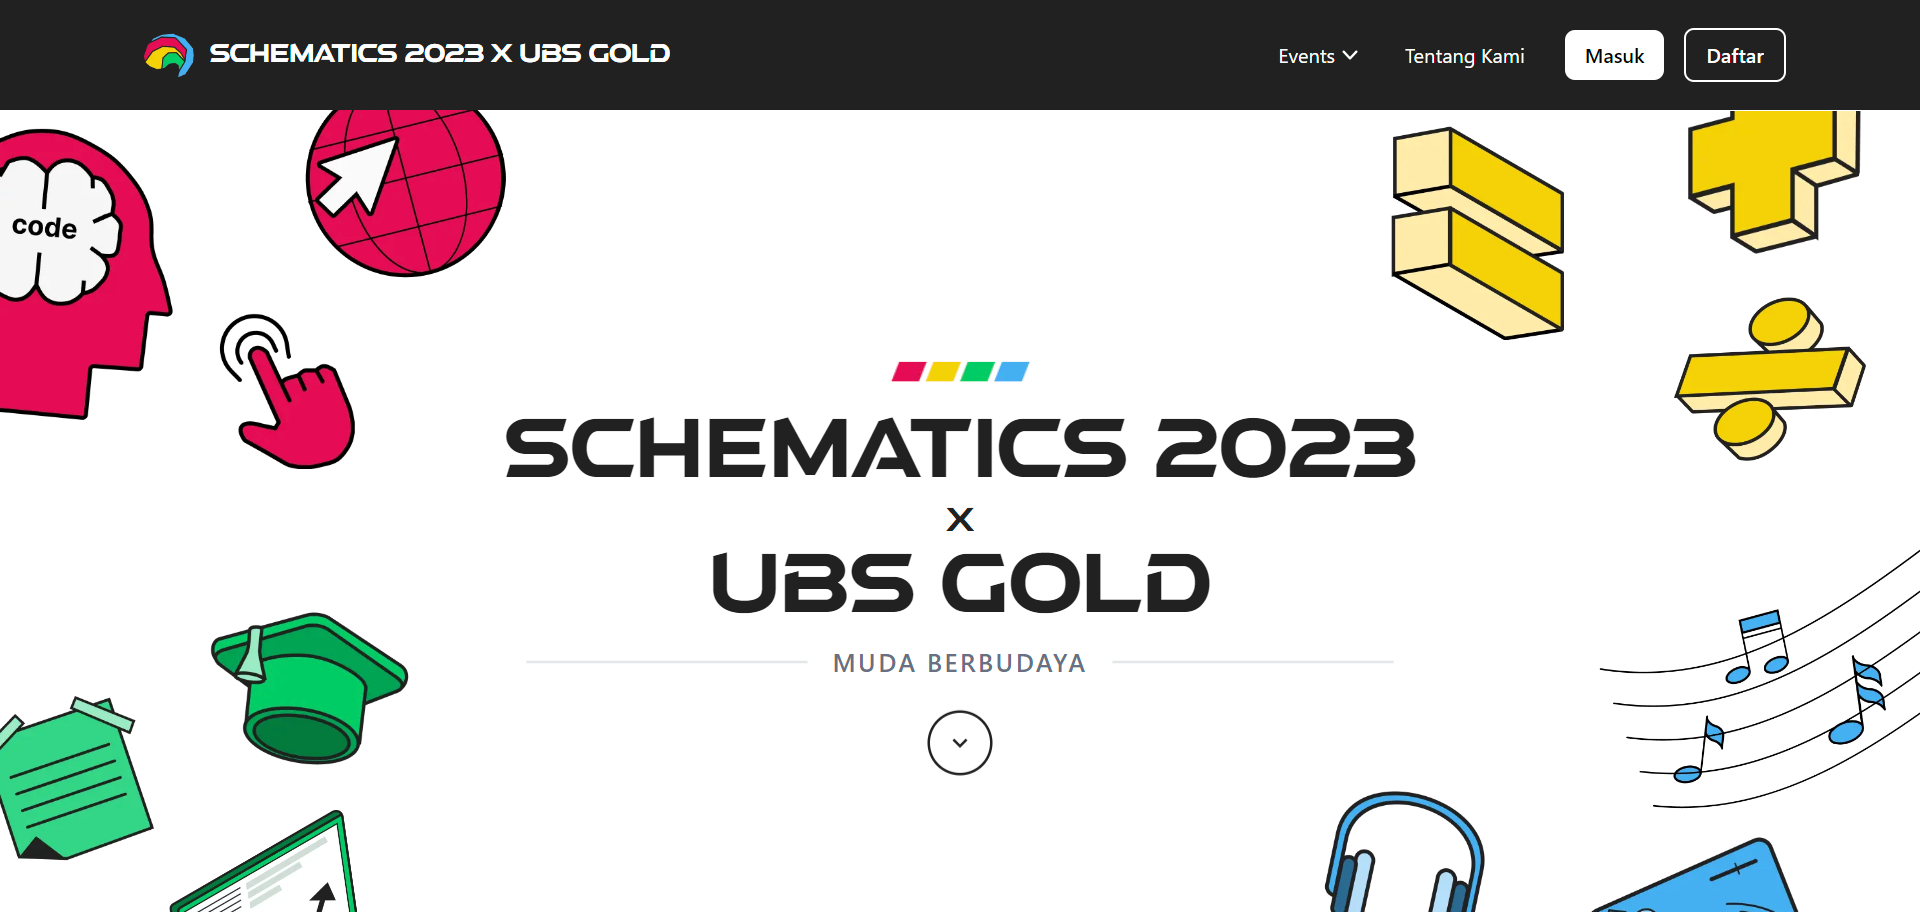 SCHEMATICS 2023 X UBS GOLD
Events
Tentang Kami
Masuk
Daftar
code
SCHEMATICS 2023
X
UBS GOLD
MUDA BERBUDAYA